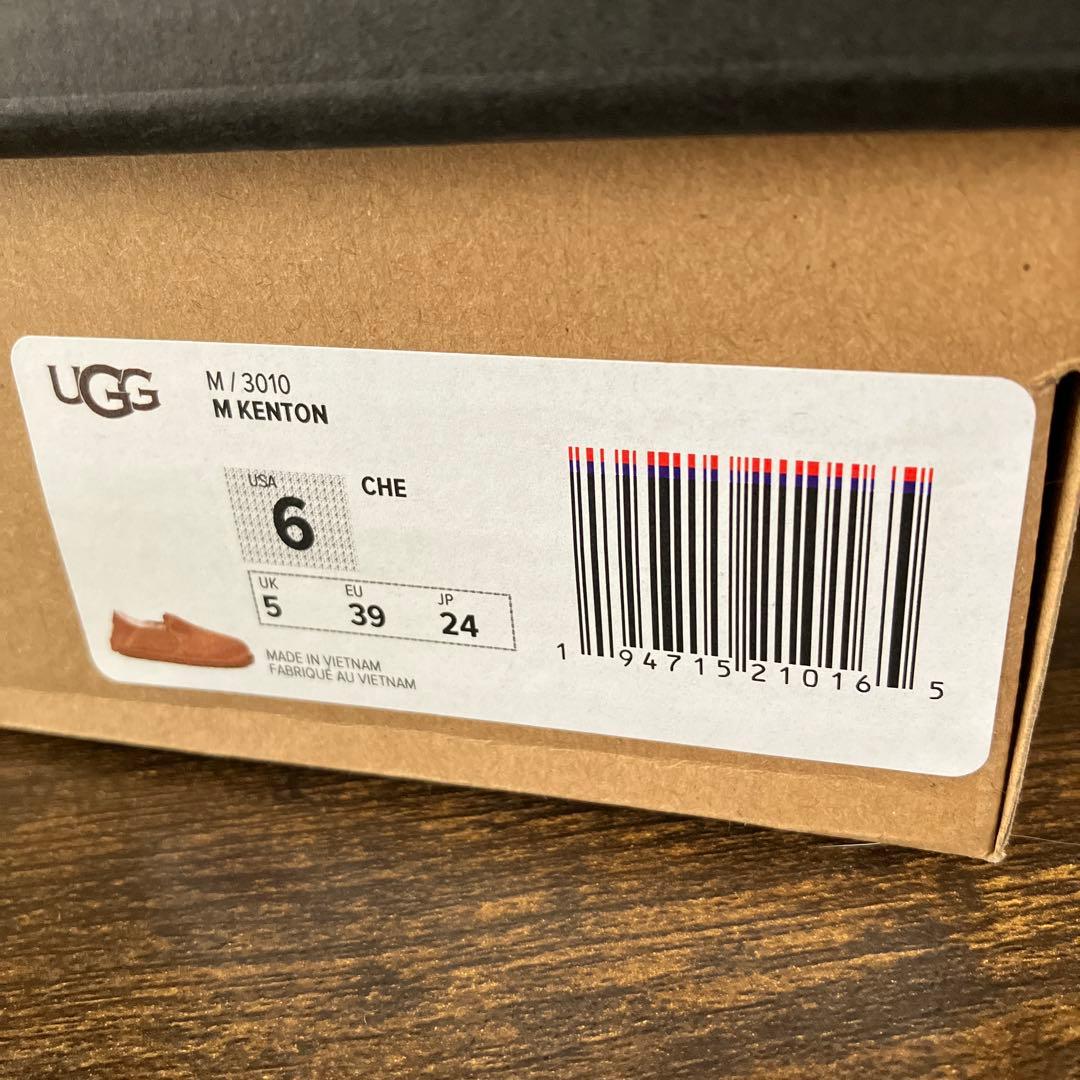 UGG
M / 3010
M KENTON
USA
6
CHE
UK EU JP
5 39 24
MADE IN VIETNAM
FABRIQUÉ AU VIETNAM
1 94715 21016 5